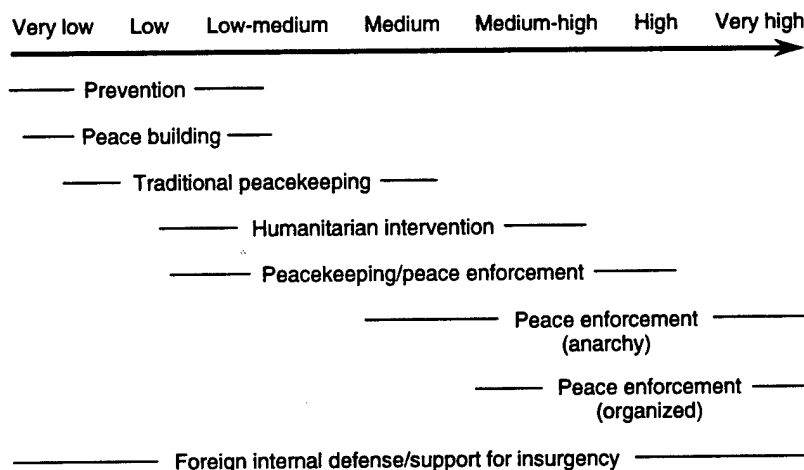 Very low Low Low-medium Medium Medium-high High Very high
Prevention
Peace building
Traditional peacekeeping
Humanitarian intervention
Peacekeeping/peace enforcement
Peace enforcement
(anarchy)
Peace enforcement
(organized)
Foreign internal defense/support for insurgency